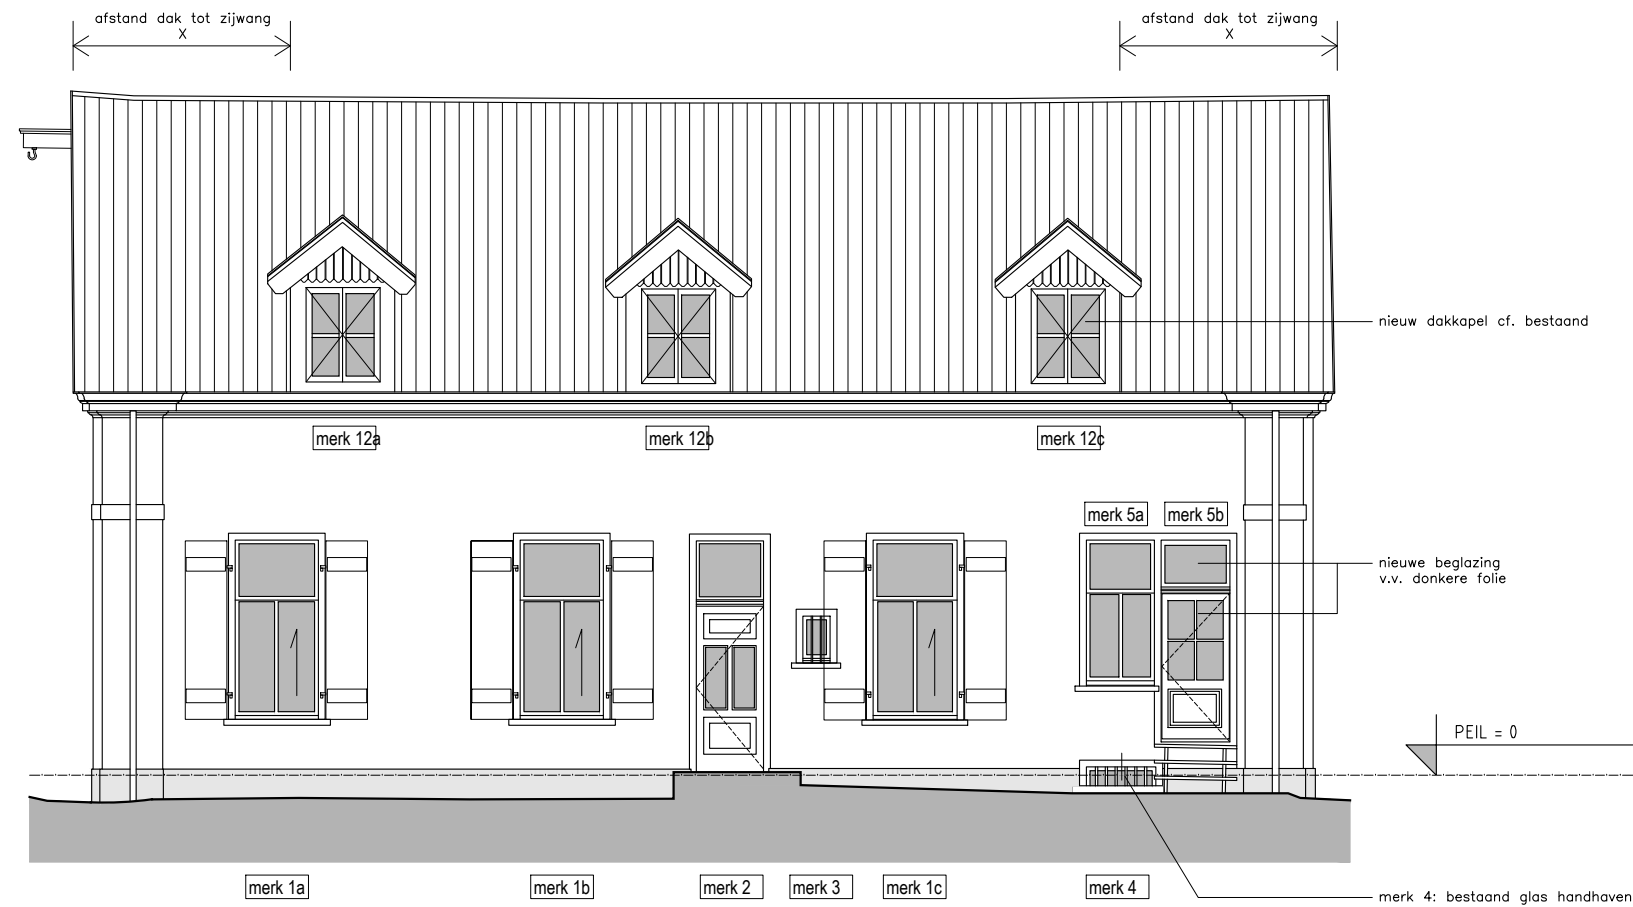 afstand dak tot zijwang
X
afstand dak tot zijwang
X
nieuw dakkapel cf. bestaand
merk 12a
merk 12b
merk 12c
merk 5a
merk 5b
nieuwe beglazing
v.v. donkere folie
PEIL = 0
merk 1a
merk 1b
merk 2
merk 3
merk 1c
merk 4
merk 4: bestaand glas handhaven